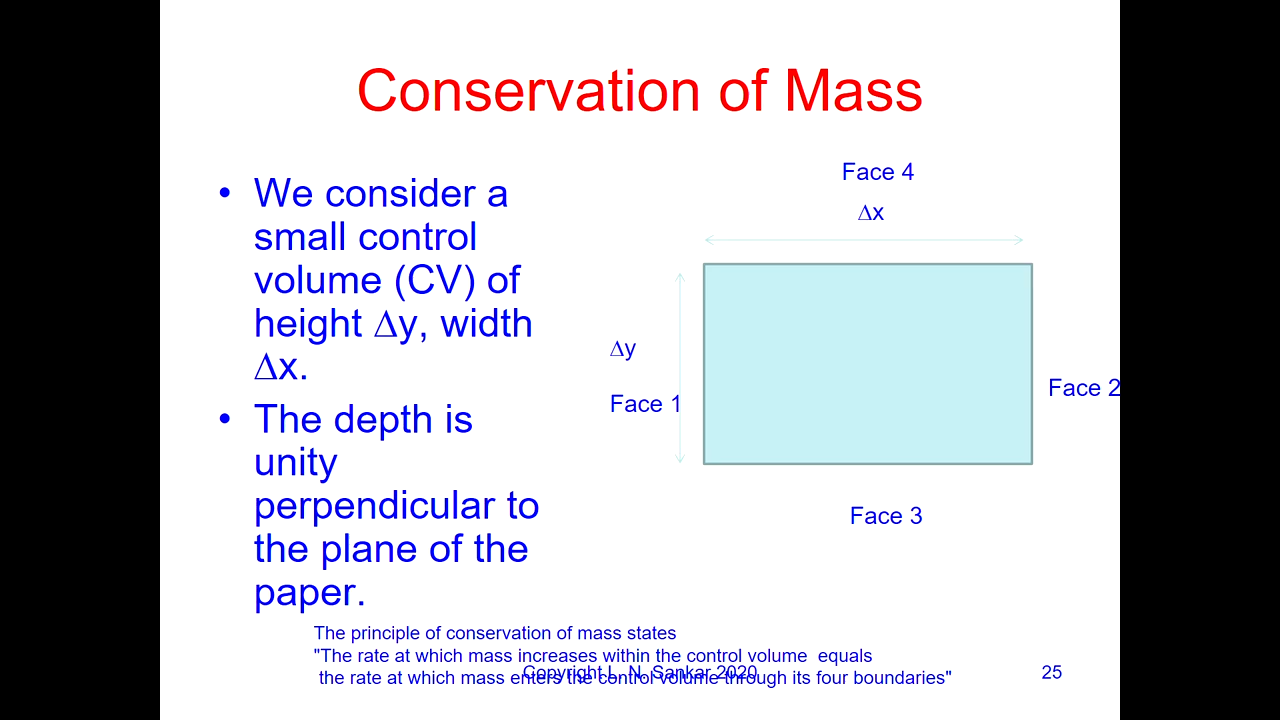 Conservation of Mass
• We consider a
small control
volume (CV) of
height Δy, width
Δx.
• The depth is
unity
perpendicular to
the plane of the
paper.
Face 4
Δx
Δy
Face 1
Face 2
Face 3
The principle of conservation of mass states
"The rate at which mass increases within the control volume  equals
the rate at which mass enters the control volume through its four boundaries"
Copyright L. N. Sankar 2020
25